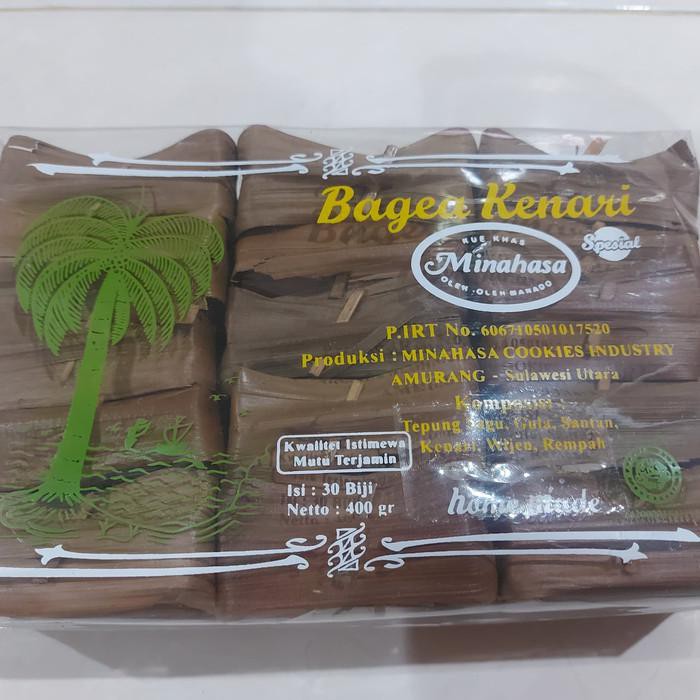 Bagea Kenari
Spesial
KUE KHAS
Minahasa
OLEH-OLEH MANADO
P.IRT No. 606710501017520
Produksi : MINAHASA COOKIES INDUSTRY
AMURANG - Sulawesi Utara
Komposisi :
Tepung Sagu, Gula, Santan,
Kenari, Wijen, Rempah
Kwalitet Istimewa
Mutu Terjamin
Isi : 30 Biji
Netto : 400 gr
home made